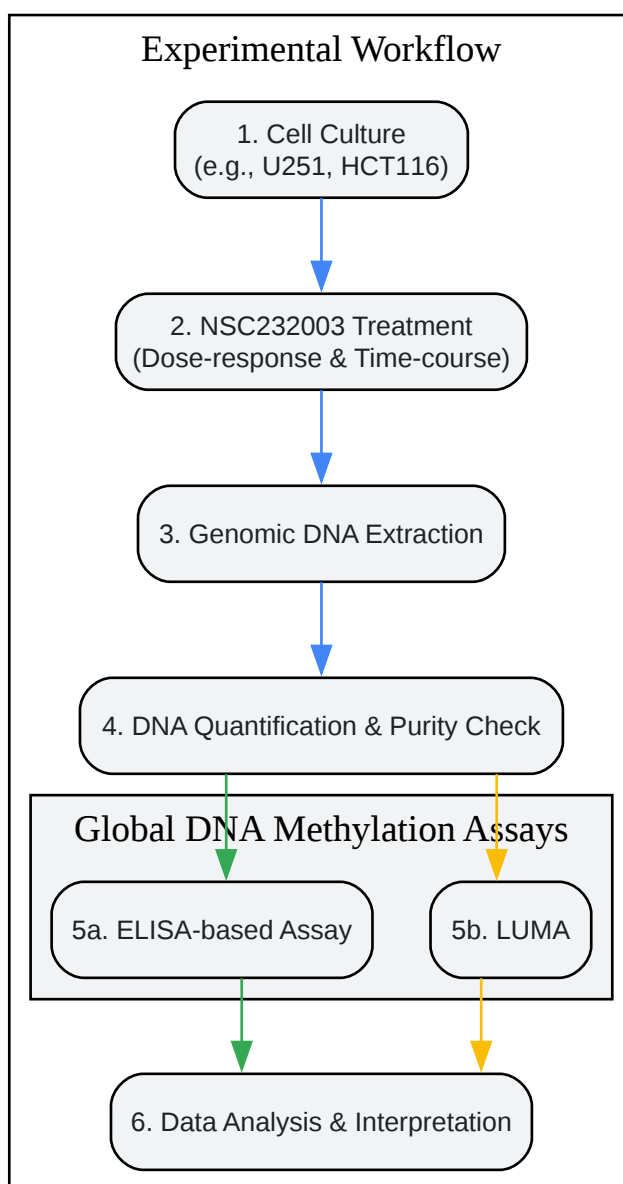 Experimental Workflow
1. Cell Culture
(e.g., U251, HCT116)
2. NSC232003 Treatment
(Dose-response & Time-course)
3. Genomic DNA Extraction
4. DNA Quantification & Purity Check
Global DNA Methylation Assays
5a. ELISA-based Assay
5b. LUMA
6. Data Analysis & Interpretation